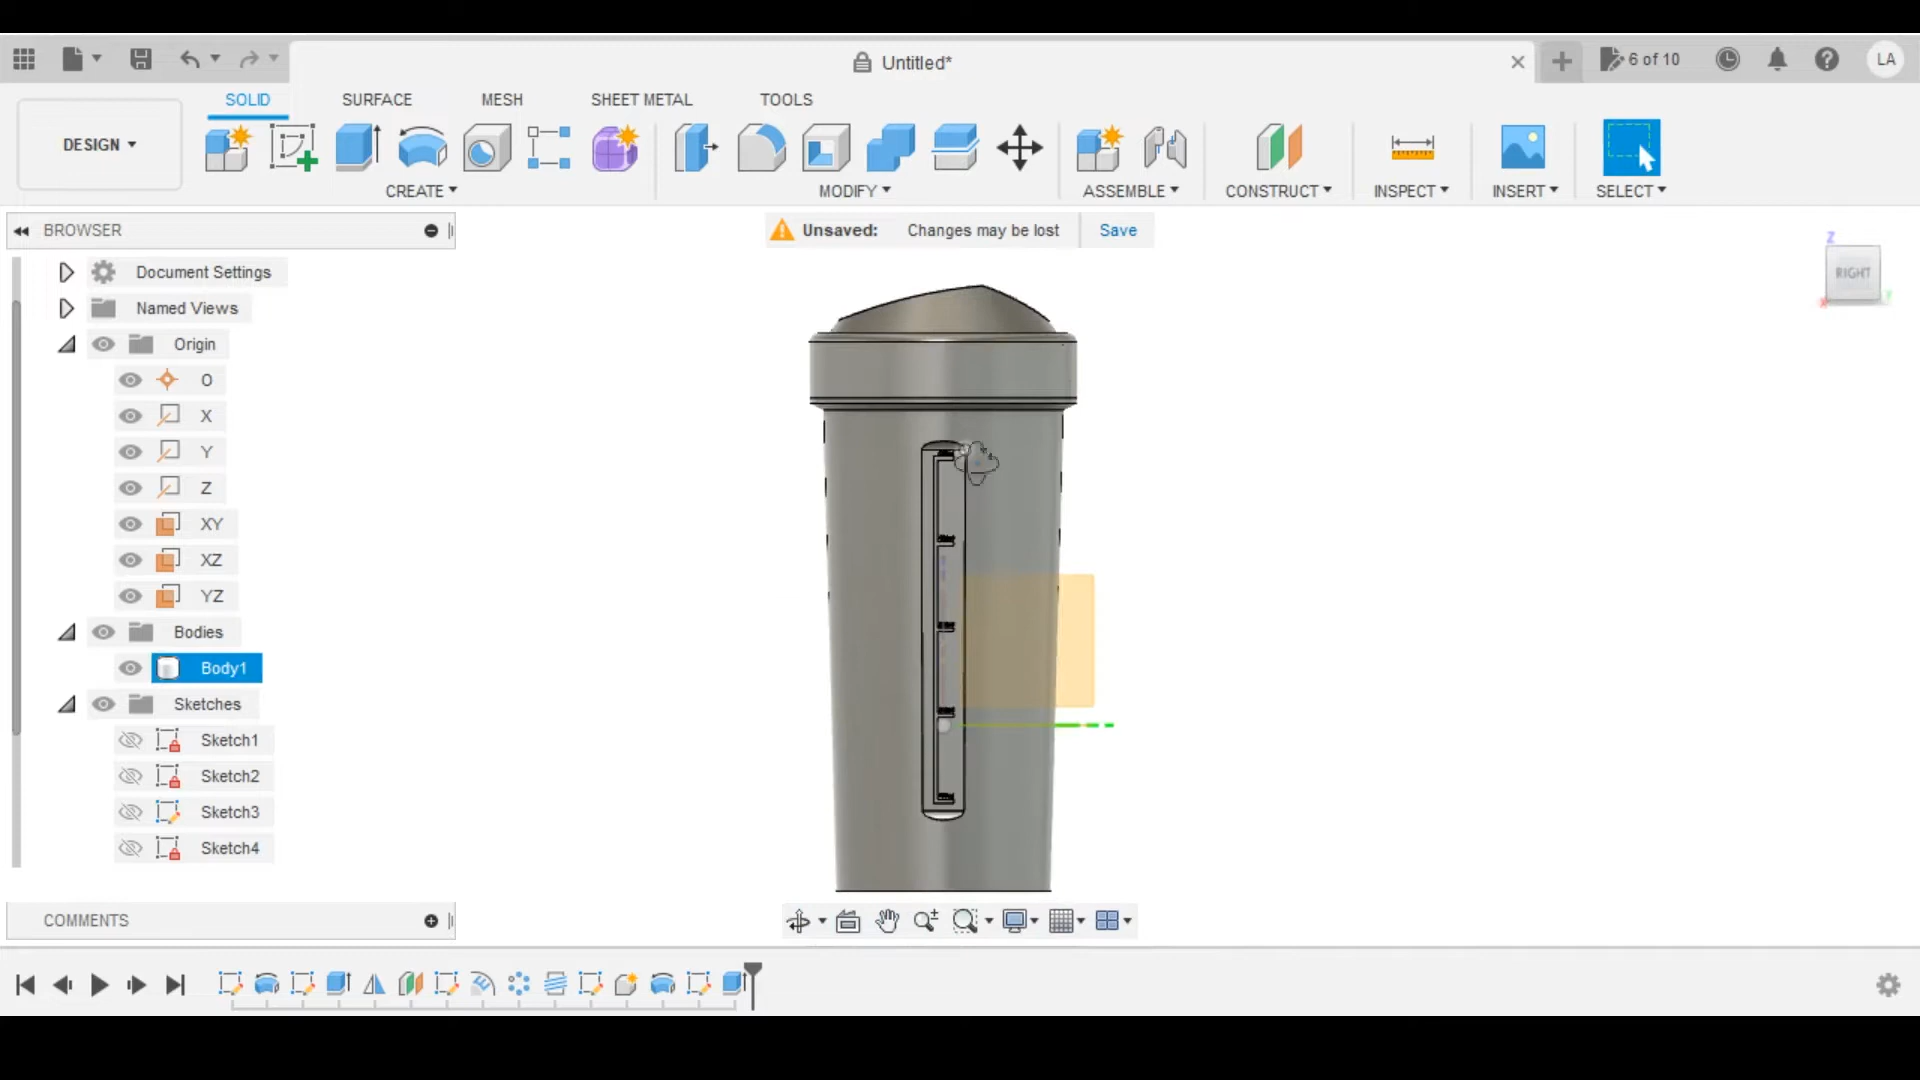 Untitled*
6 of 10
LA
DESIGN
SOLID
SURFACE
MESH
SHEET METAL
TOOLS
CREATE
MODIFY
ASSEMBLE
CONSTRUCT
INSPECT
INSERT
SELECT
BROWSER
Unsaved: Changes may be lost Save
Z
RIGHT
X
Y
Document Settings
Named Views
Origin
O
X
Y
Z
XY
XZ
YZ
Bodies
Body1
Sketches
Sketch1
Sketch2
Sketch3
Sketch4
COMMENTS